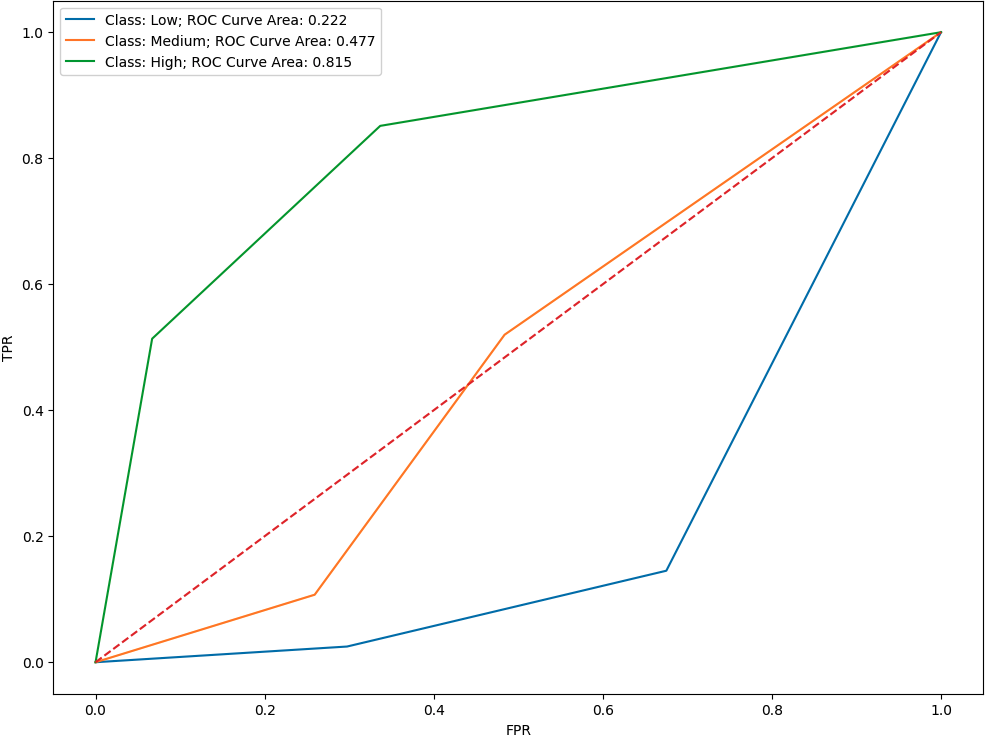 Class: Low; ROC Curve Area: 0.222
Class: Medium; ROC Curve Area: 0.477
Class: High; ROC Curve Area: 0.815
1.0
0.8
0.6
0.4
0.2
0.0
TPR
0.0 0.2 0.4 0.6 0.8 1.0
FPR